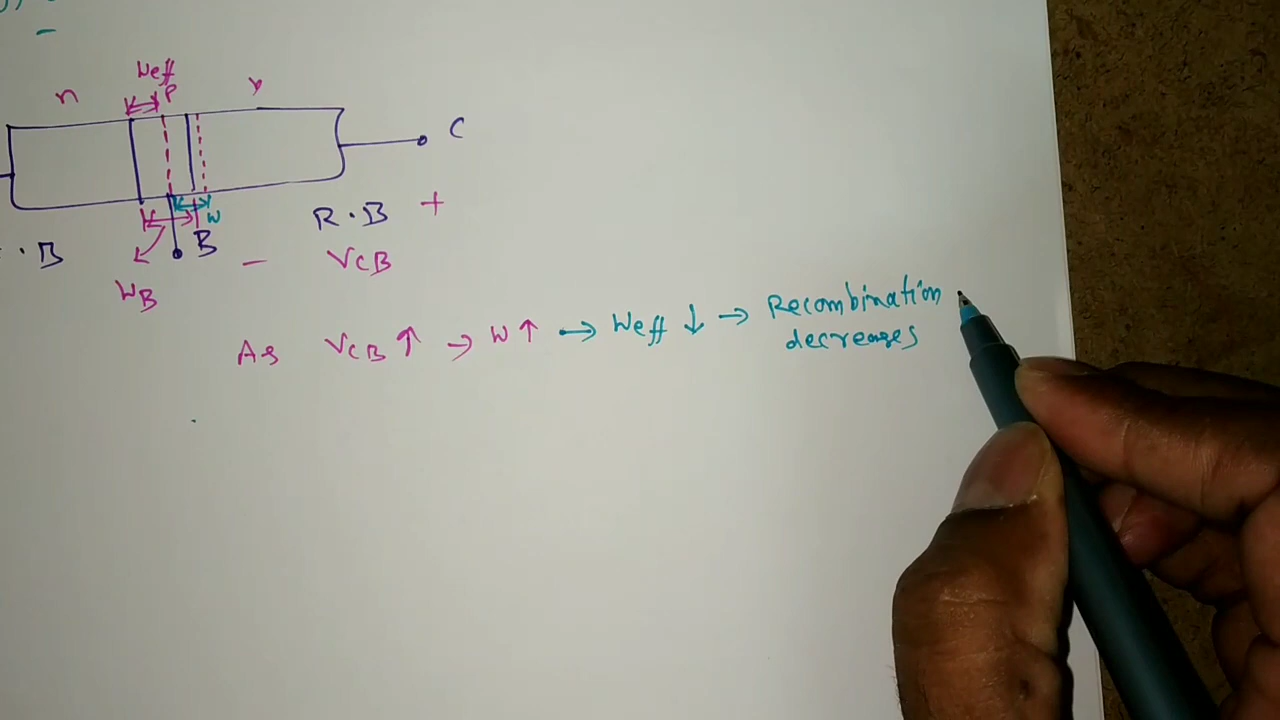 Weff
n P
C
W
R.B +
.B B
- VCB
WB
As VCB ↑ → W ↑ → Weff ↓ → Recombination
decreases